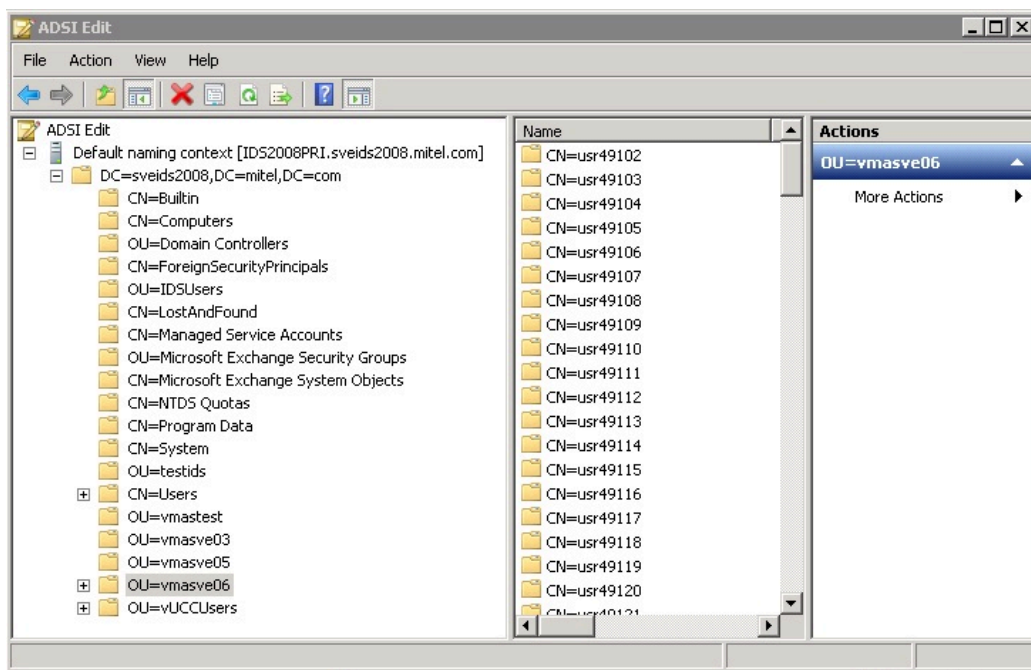 ADSI Edit
File Action View Help
ADSI Edit
Default naming context [IDS2008PRI.sveids2008.mitel.com]
DC=sveids2008,DC=mitel,DC=com
CN=Builtin
CN=Computers
OU=Domain Controllers
CN=ForeignSecurityPrincipals
OU=IDSUsers
CN=LostAndFound
CN=Managed Service Accounts
OU=Microsoft Exchange Security Groups
CN=Microsoft Exchange System Objects
CN=NTDS Quotas
CN=Program Data
CN=System
OU=testids
CN=Users
OU=vmastest
OU=vmasve03
OU=vmasve05
OU=vmasve06
OU=vUCCUsers
Name
CN=usr49102
CN=usr49103
CN=usr49104
CN=usr49105
CN=usr49106
CN=usr49107
CN=usr49108
CN=usr49109
CN=usr49110
CN=usr49111
CN=usr49112
CN=usr49113
CN=usr49114
CN=usr49115
CN=usr49116
CN=usr49117
CN=usr49118
CN=usr49119
CN=usr49120
CN=usr49121
Actions
OU=vmasve06
More Actions